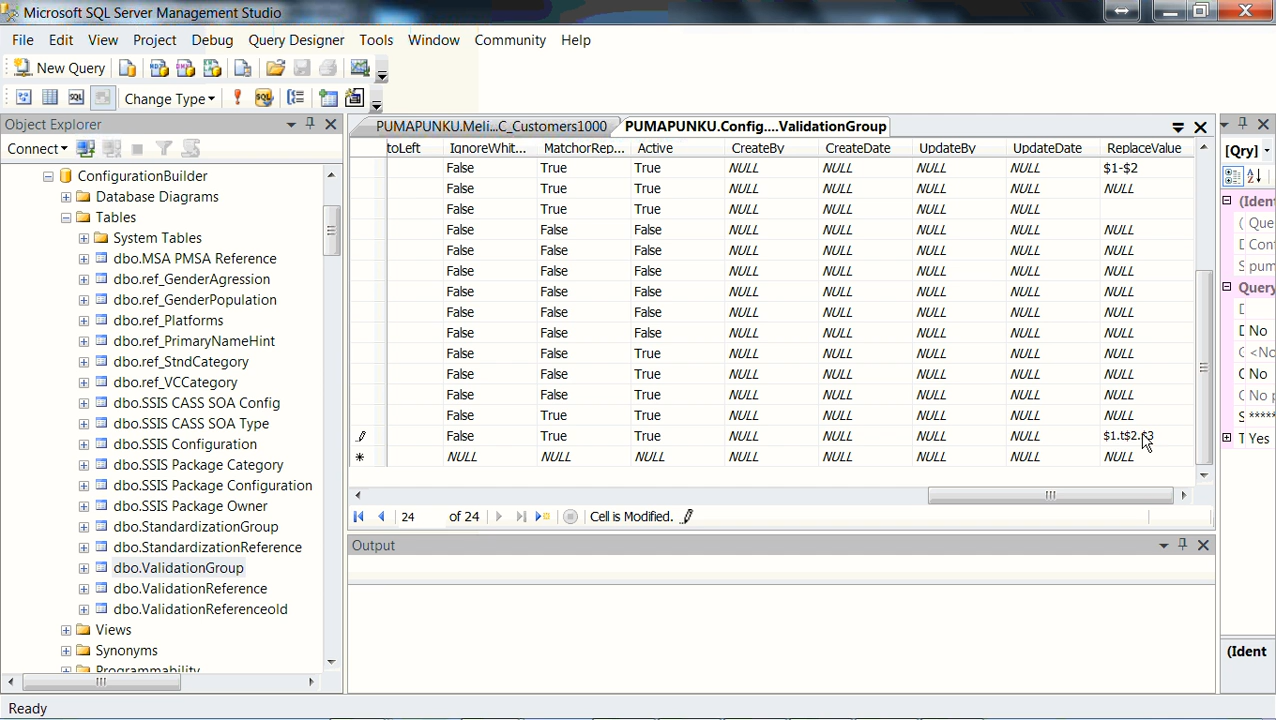 Microsoft SQL Server Management Studio
File Edit View Project Debug Query Designer Tools Window Community Help
New Query
Change Type
Object Explorer
Connect
ConfigurationBuilder
Database Diagrams
Tables
System Tables
dbo.MSA PMSA Reference
dbo.ref_GenderAgression
dbo.ref_GenderPopulation
dbo.ref_Platforms
dbo.ref_PrimaryNameHint
dbo.ref_StndCategory
dbo.ref_VCCategory
dbo.SSIS CASS SOA Config
dbo.SSIS CASS SOA Type
dbo.SSIS Configuration
dbo.SSIS Package Category
dbo.SSIS Package Configuration
dbo.SSIS Package Owner
dbo.StandardizationGroup
dbo.StandardizationReference
dbo.ValidationGroup
dbo.ValidationReference
dbo.ValidationReferenceold
Views
Synonyms
Programmability
PUMAPUNKU.Meli...C_Customers1000 PUMAPUNKU.Config....ValidationGroup
toLeft IgnoreWhit... MatchorRep... Active CreateBy CreateDate UpdateBy UpdateDate ReplaceValue
False True True NULL NULL NULL NULL $1-$2
False True True NULL NULL NULL NULL NULL
False True True NULL NULL NULL NULL
False False False NULL NULL NULL NULL NULL
False False False NULL NULL NULL NULL NULL
False False False NULL NULL NULL NULL NULL
False False False NULL NULL NULL NULL NULL
False False False NULL NULL NULL NULL NULL
False False False NULL NULL NULL NULL NULL
False False True NULL NULL NULL NULL NULL
False False True NULL NULL NULL NULL NULL
False False True NULL NULL NULL NULL NULL
False True True NULL NULL NULL NULL NULL
False True True NULL NULL NULL NULL
NULL NULL NULL NULL NULL NULL NULL NULL
24 of 24 Cell is Modified.
Output
[Qry]
(Ident
( Que
Con
S pum
Query
No
<No
No
No p
S *****
T Yes
(Ident
Ready